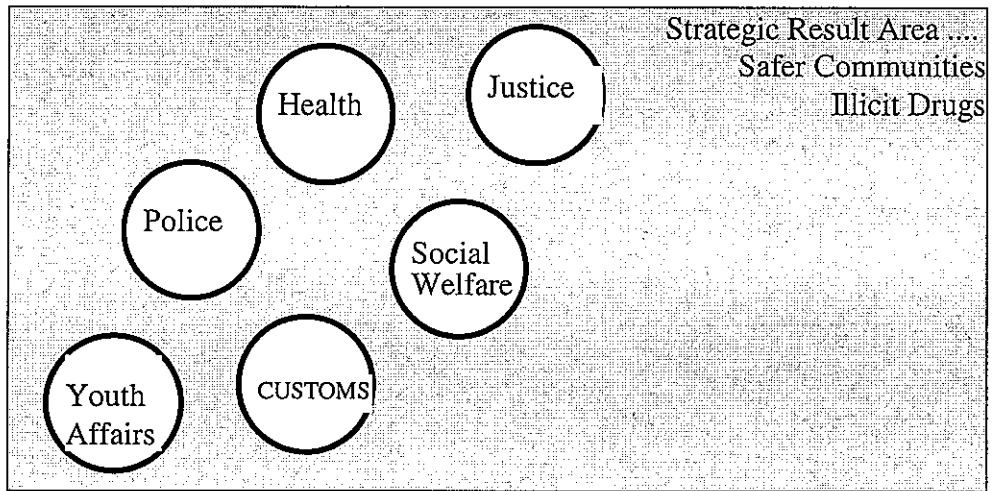 Strategic Result Area ....
Safer Communities
Illicit Drugs
Health
Justice
Police
Social
Welfare
Youth
Affairs
CUSTOMS